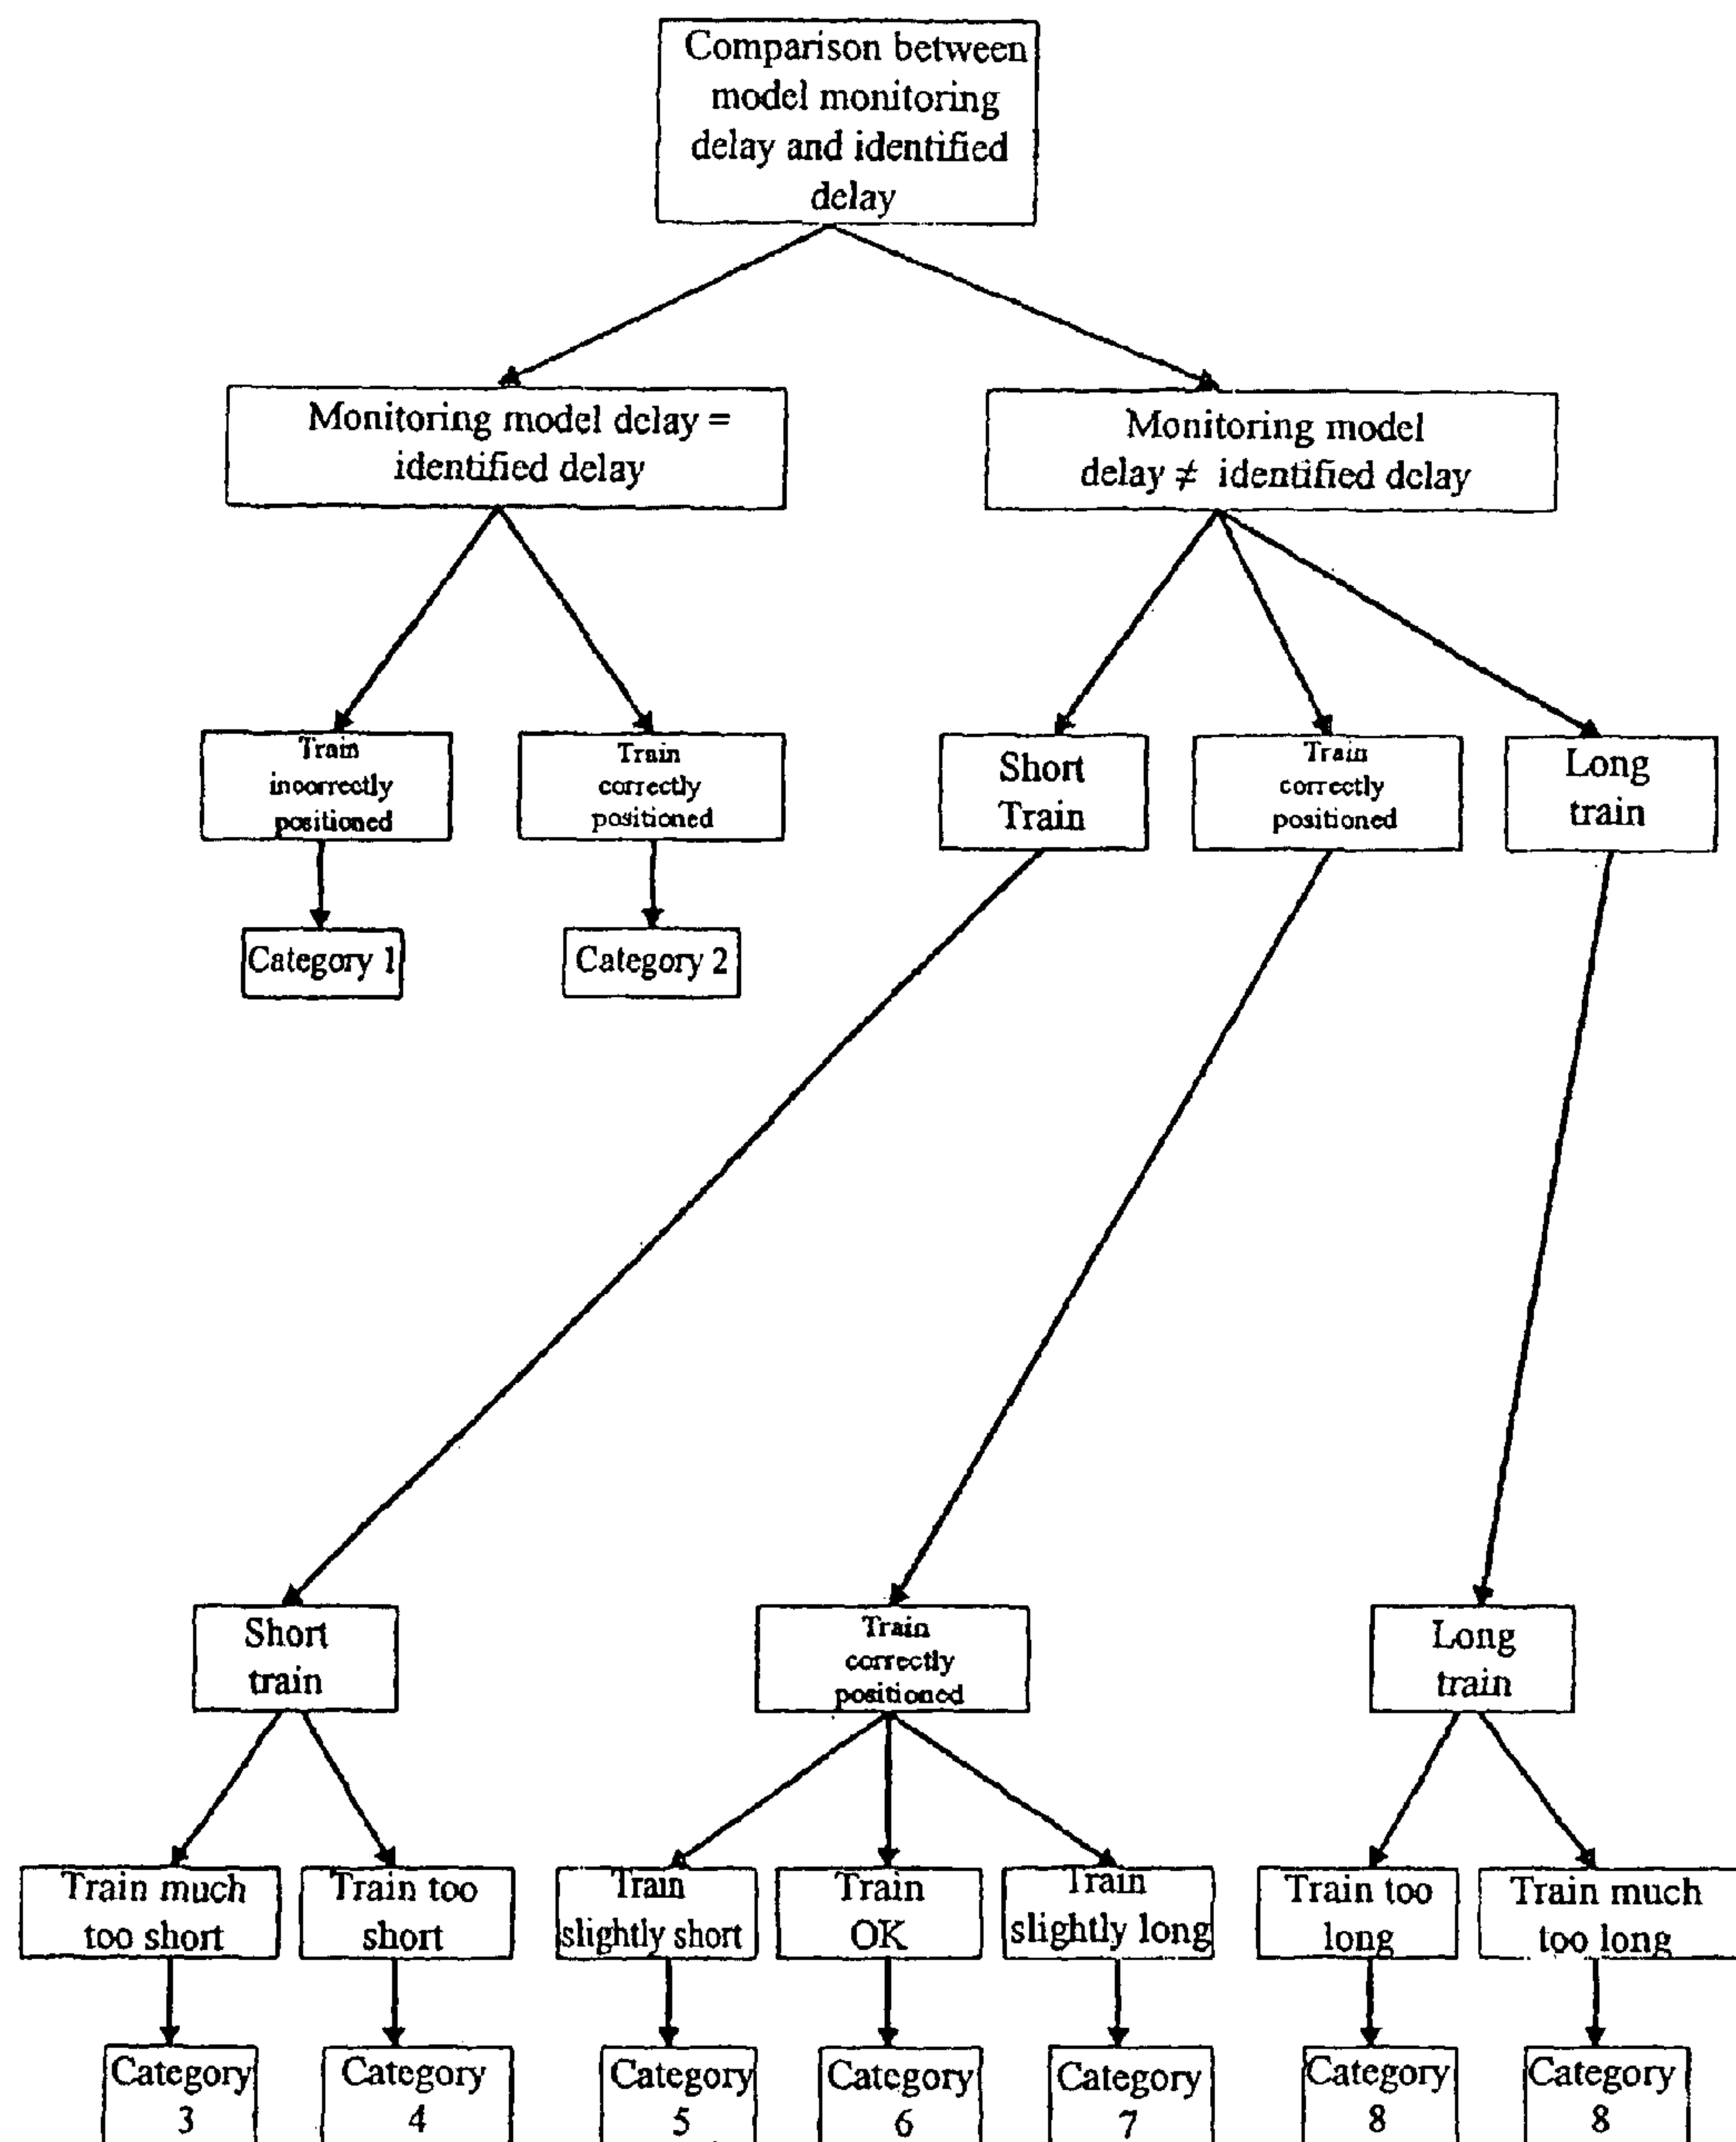 Comparison between
model monitoring
delay and identified
delay
Monitoring model delay =
identified delay
Monitoring model
delay ≠ identified delay
Train
incorrectly
positioned
Train
correctly
positioned
Short
Train
Train
correctly
positioned
Long
train
Category 1
Category 2
Short
train
Train
correctly
positioned
Long
train
Train much
too short
Train too
short
Train
slightly short
Train
OK
Train
slightly long
Train too
long
Train much
too long
Category
3
Category
4
Category
5
Category
6
Category
7
Category
8
Category
8